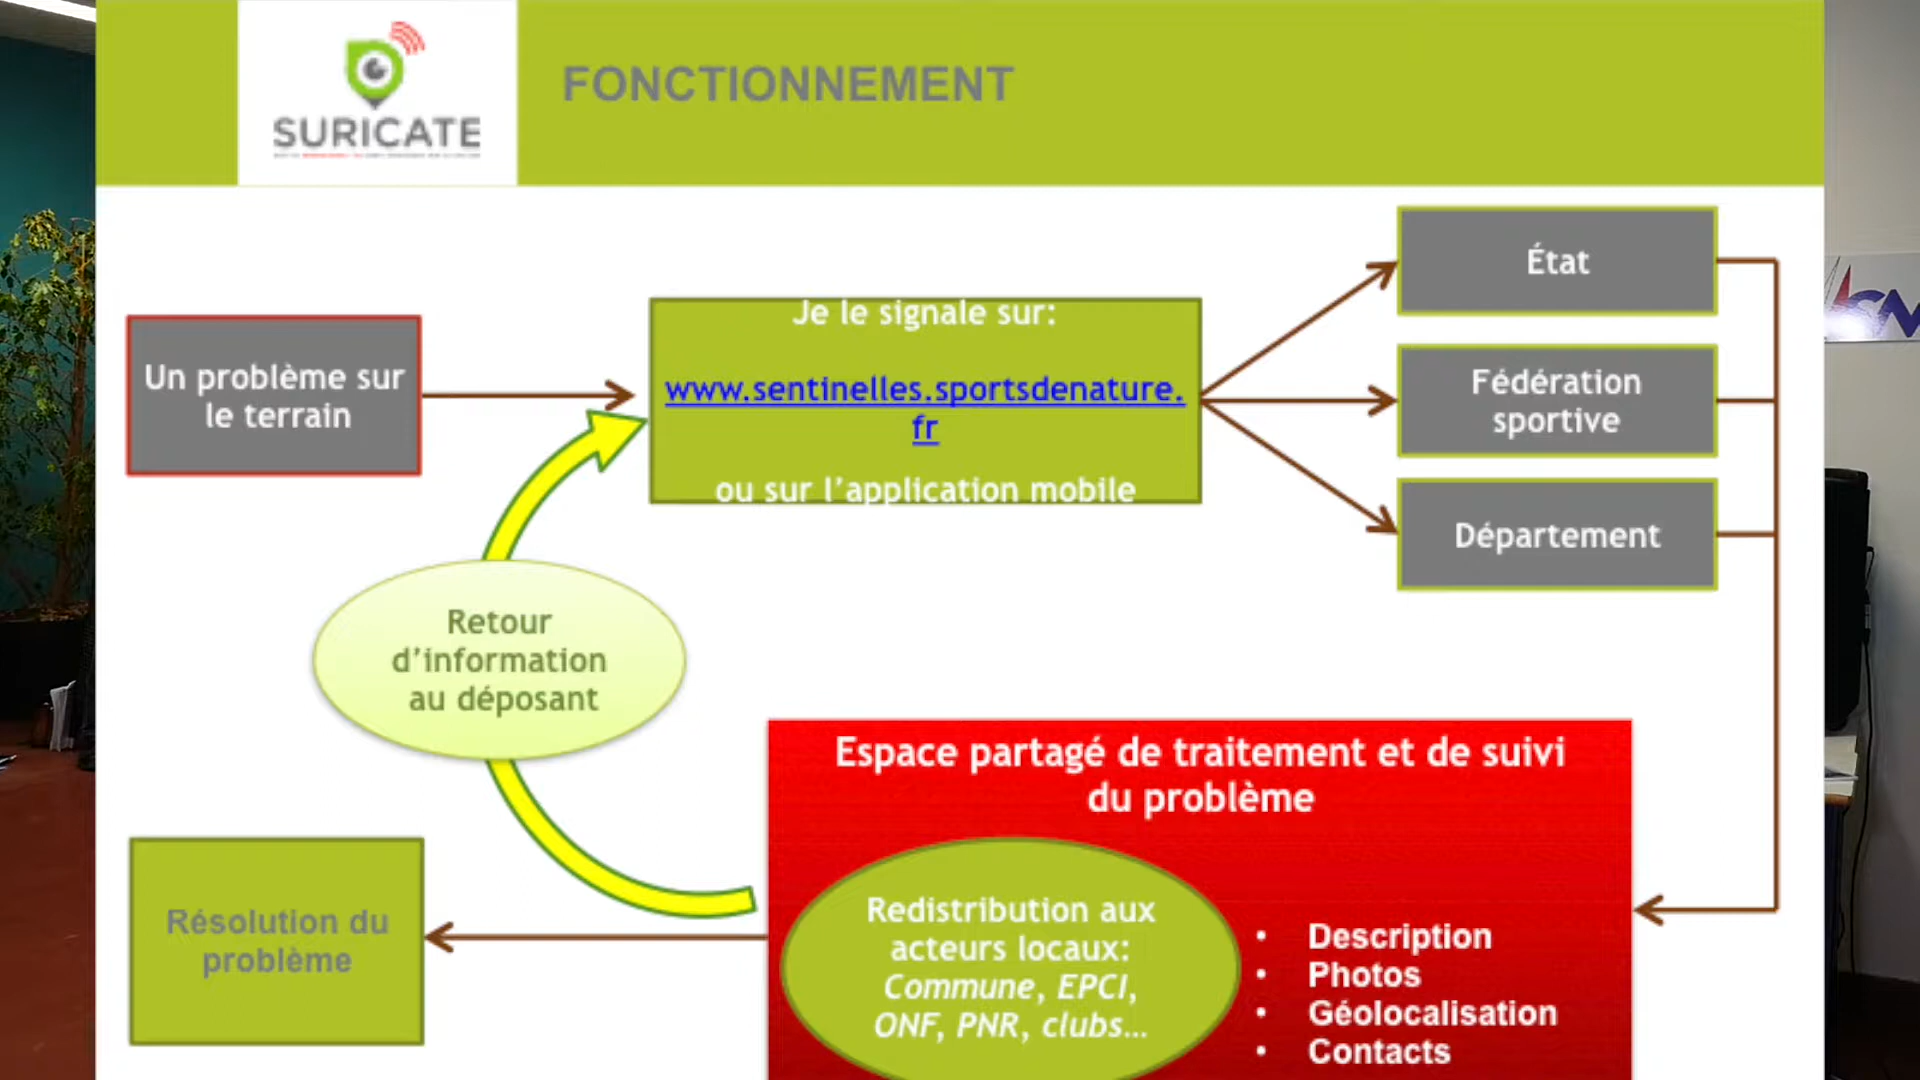 SURICATE
FONCTIONNEMENT
Un problème sur
le terrain
Je le signale sur:
www.sentinelles.sportsdenature.
fr
ou sur l’application mobile
État
Fédération
sportive
Département
Retour
d’information
au déposant
Espace partagé de traitement et de suivi
du problème
Redistribution aux
acteurs locaux:
Commune, EPCI,
ONF, PNR, clubs…
• Description
• Photos
• Géolocalisation
• Contacts
Résolution du
problème